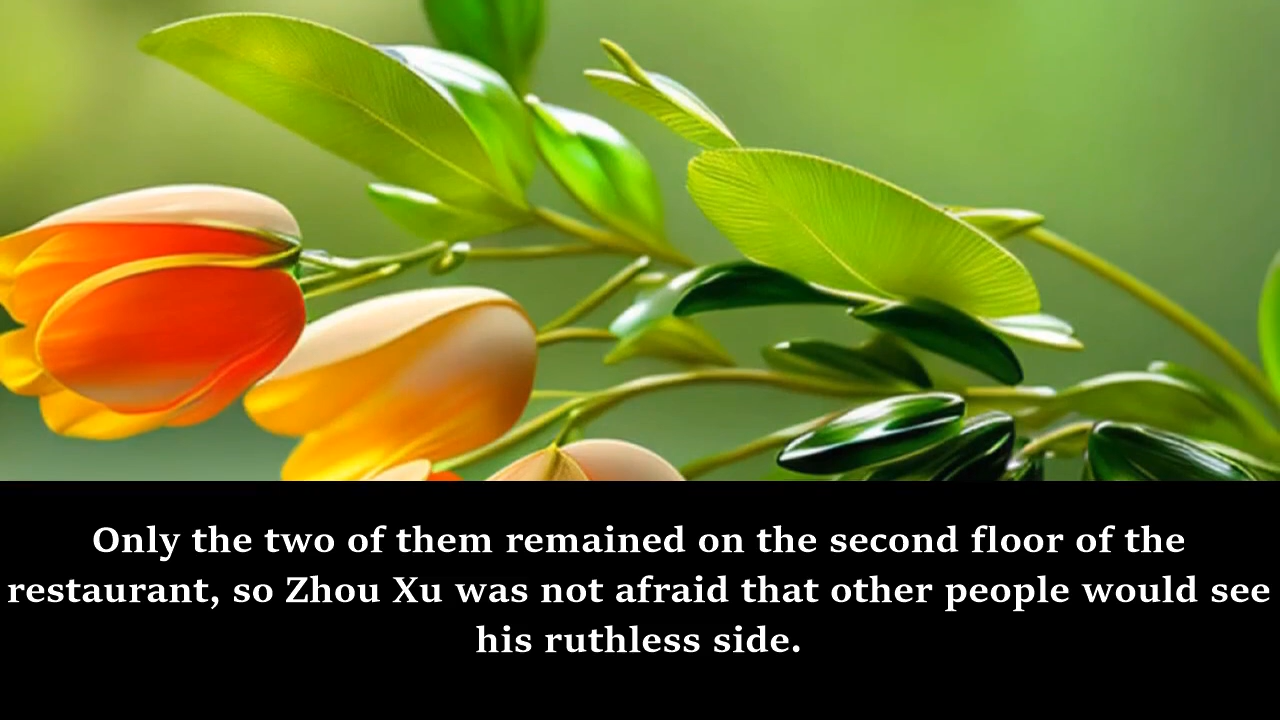 Only the two of them remained on the second floor of the
restaurant, so Zhou Xu was not afraid that other people would see
his ruthless side.